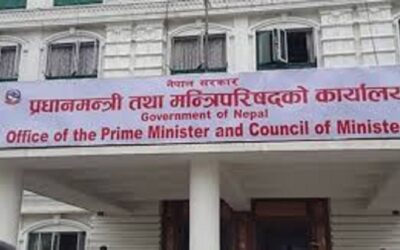 नेपाल सरकार
प्रधानमन्त्री तथा मन्त्रिपरिषद्को कार्यालय
Government of Nepal
Office of the Prime Minister and Council of Ministe